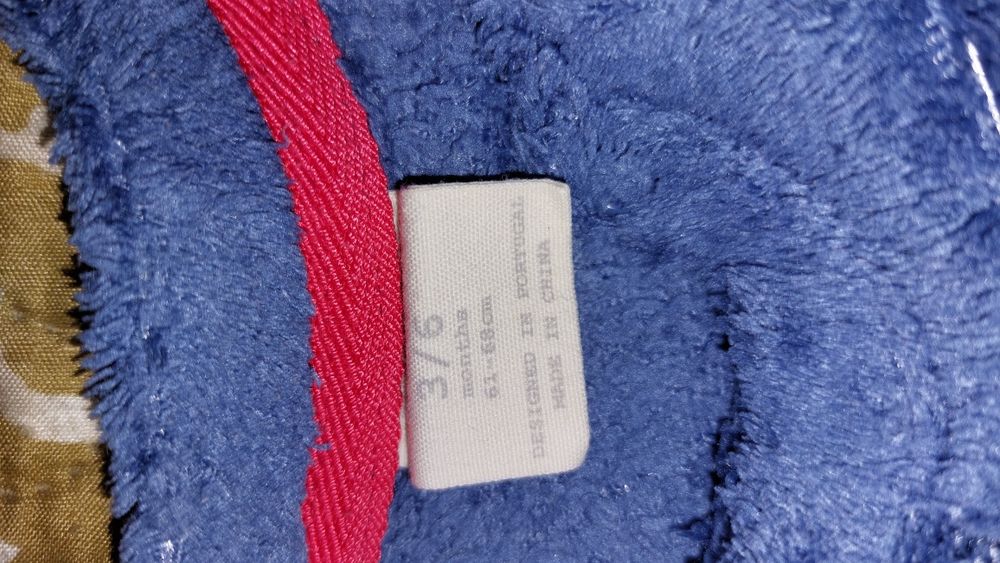 3/6
months
61-68cm
DESIGNED IN PORTUGAL
MADE IN CHINA